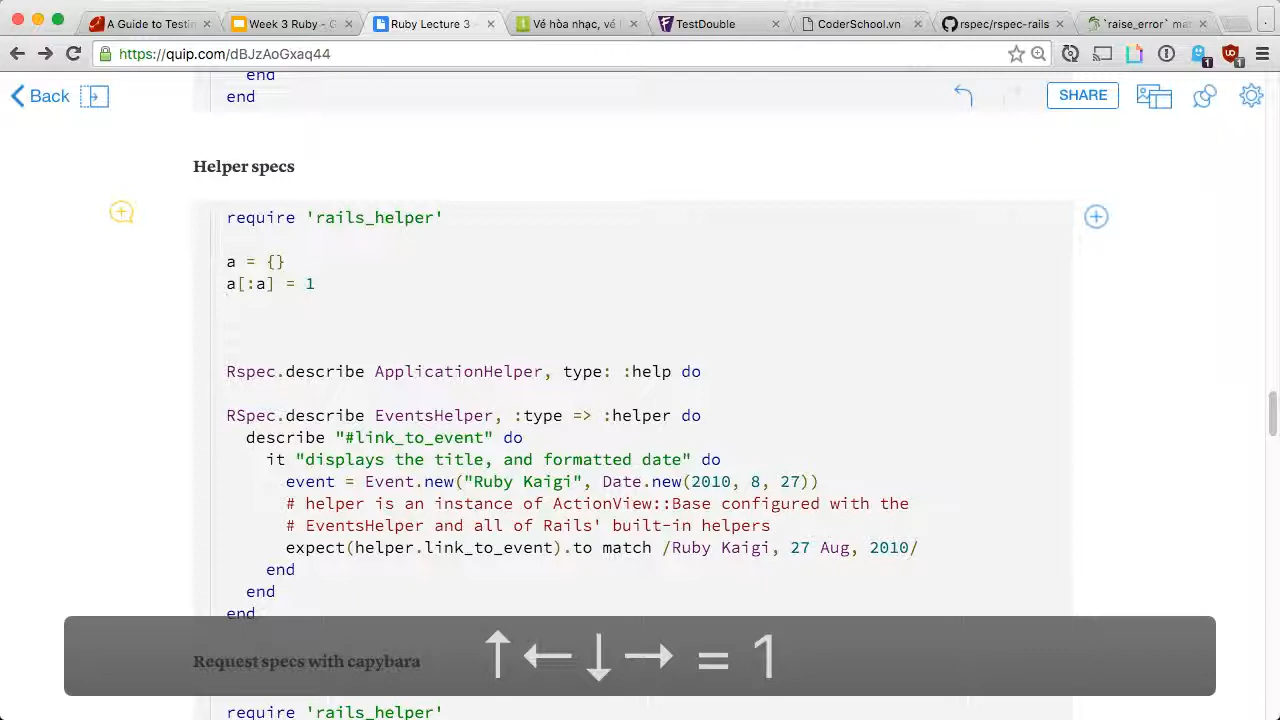 A Guide to Testin
Week 3 Ruby - G
Ruby Lecture 3 -
Vé hòa nhạc, vé l
TestDouble
CoderSchool.vn
rspec/rspec-rails
`raise_error` mat
https://quip.com/dBJzAoGxaq44
1
1
end
Back
end
SHARE
Helper specs
require 'rails_helper'
a = {}
a[:a] = 1
Rspec.describe ApplicationHelper, type: :help do
RSpec.describe EventsHelper, :type => :helper do
describe "#link_to_event" do
it "displays the title, and formatted date" do
event = Event.new("Ruby Kaigi", Date.new(2010, 8, 27))
# helper is an instance of ActionView::Base configured with the
# EventsHelper and all of Rails' built-in helpers
expect(helper.link_to_event).to match /Ruby Kaigi, 27 Aug, 2010/
end
end
end
Request specs with capybara
↑←↓→ = 1
require 'rails_helper'